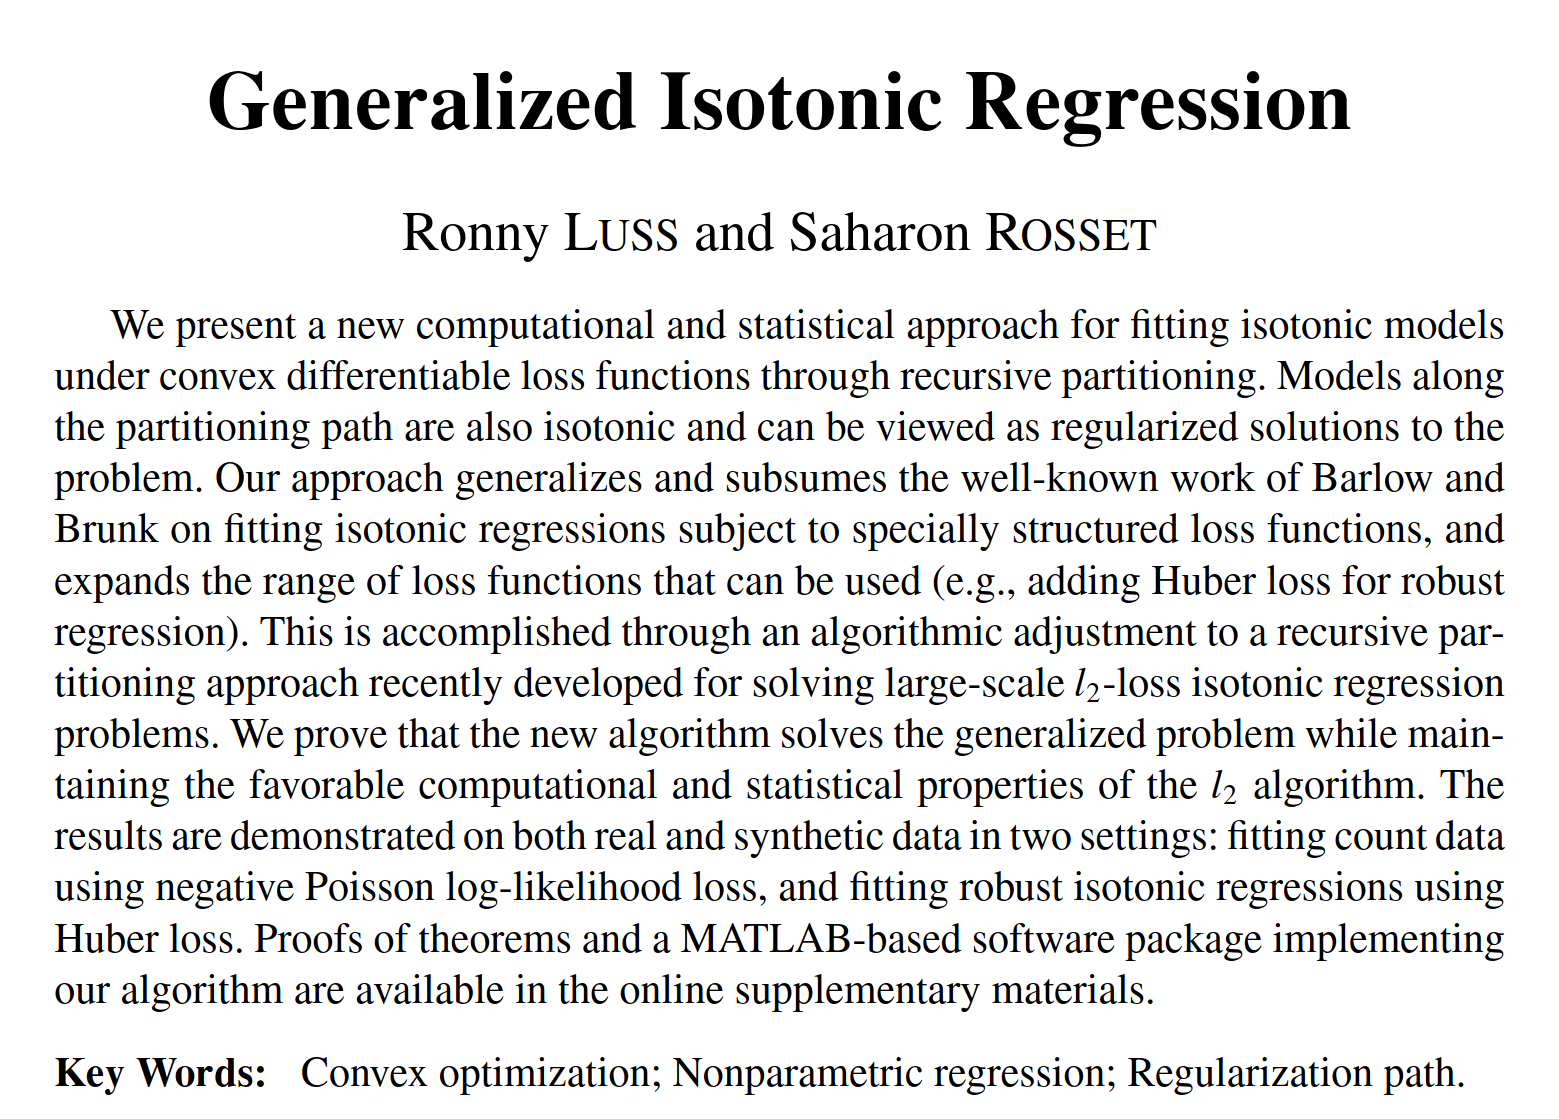 Generalized Isotonic Regression
Ronny LUSS and Saharon ROSSET
We present a new computational and statistical approach for fitting isotonic models
under convex differentiable loss functions through recursive partitioning. Models along
the partitioning path are also isotonic and can be viewed as regularized solutions to the
problem. Our approach generalizes and subsumes the well-known work of Barlow and
Brunk on fitting isotonic regressions subject to specially structured loss functions, and
expands the range of loss functions that can be used (e.g., adding Huber loss for robust
regression). This is accomplished through an algorithmic adjustment to a recursive par-
titioning approach recently developed for solving large-scale l₂-loss isotonic regression
problems. We prove that the new algorithm solves the generalized problem while main-
taining the favorable computational and statistical properties of the l₂ algorithm. The
results are demonstrated on both real and synthetic data in two settings: fitting count data
using negative Poisson log-likelihood loss, and fitting robust isotonic regressions using
Huber loss. Proofs of theorems and a MATLAB-based software package implementing
our algorithm are available in the online supplementary materials.
Key Words: Convex optimization; Nonparametric regression; Regularization path.